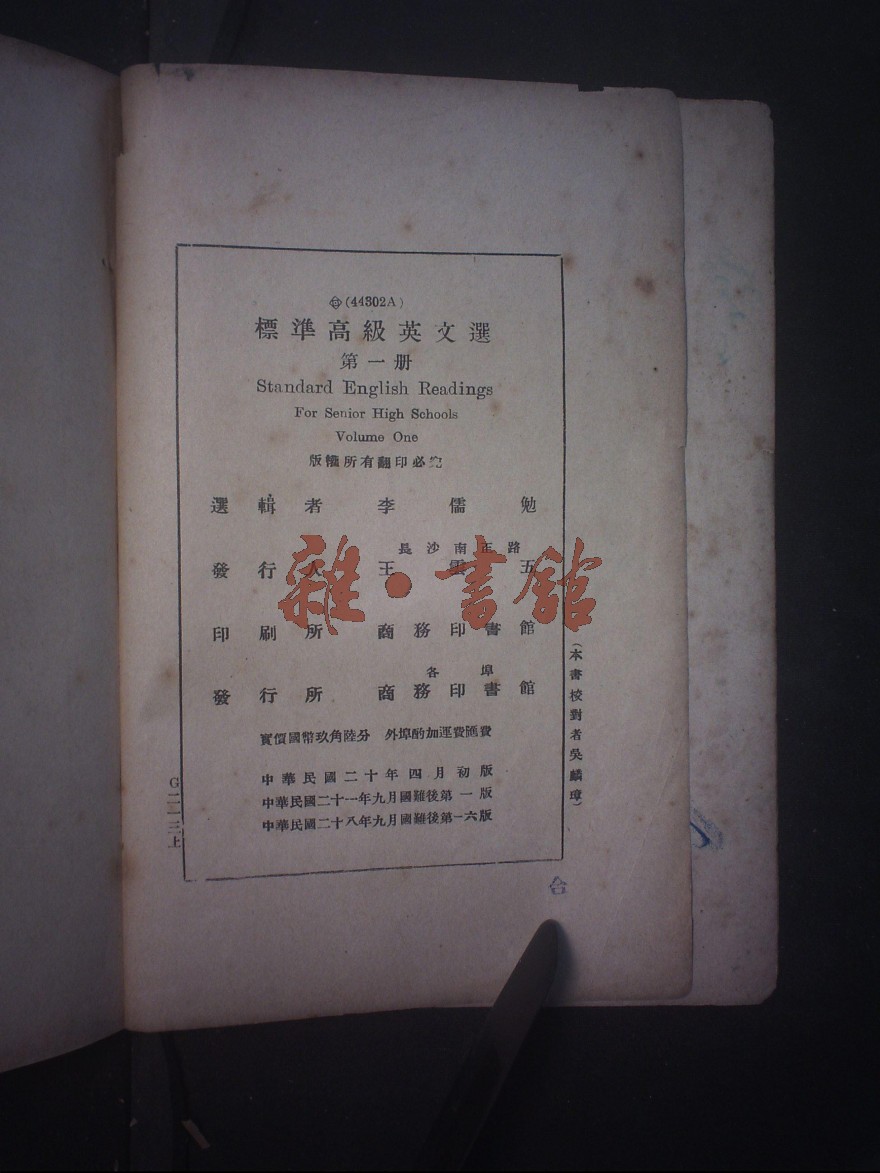 (44302A)
標準高級英文選
第一册
Standard English Readings
For Senior High Schools
Volume One
版權所有翻印必究
選輯者 李儒勉
長沙南正路
發行人 王雲五
雜·書館
印刷所 商務印書館
各埠
發行所 商務印書館
實價國幣玖角陸分 外埠酌加運費匯費
中華民國二十年四月初版
中華民國二十一年九月國難後第一版
中華民國二十八年九月國難後第一六版
(本書校對者吳麟璋)
G一一三上
台